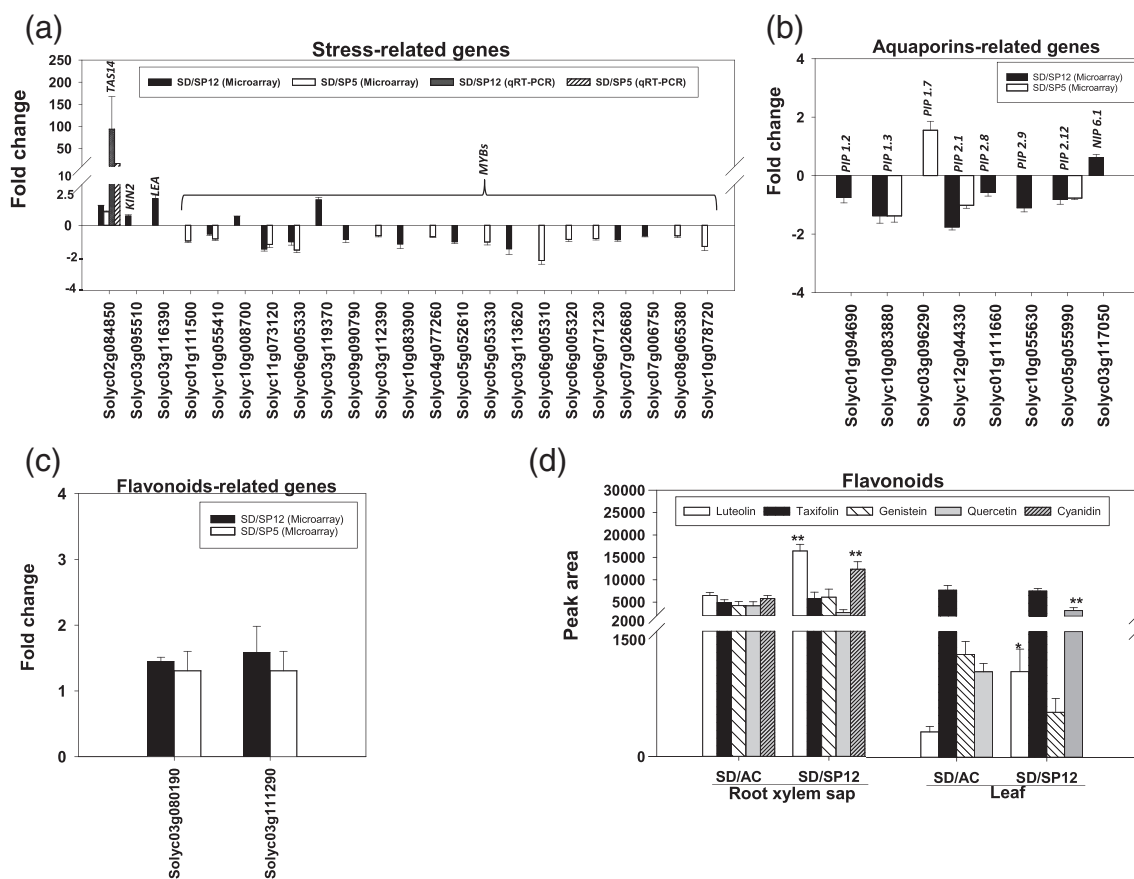 (a)
Stress-related genes
SD/SP12 (Microarray) SD/SP5 (Microarray) SD/SP12 (qRT-PCR) SD/SP5 (qRT-PCR)
Fold change
250
200
150
100
50
10
2.5
0
-2
-4
TAS14
KIN2
LEA
MYBs
Solyc02g084850
Solyc03g095510
Solyc03g116390
Solyc01g111500
Solyc10g055410
Solyc10g008700
Solyc11g073120
Solyc06g005330
Solyc03g119370
Solyc09g090790
Solyc03g112390
Solyc10g083900
Solyc04g077260
Solyc05g052610
Solyc05g053330
Solyc03g113620
Solyc06g005310
Solyc06g005320
Solyc06g071230
Solyc07g026680
Solyc07g006750
Solyc08g065380
Solyc10g078720
(b)
Aquaporins-related genes
SD/SP12 (Microarray)
SD/SP5 (Microarray)
Fold change
4
2
0
-2
-4
PIP 1.2
PIP 1.3
PIP 1.7
PIP 2.1
PIP 2.8
PIP 2.9
PIP 2.12
NIP 6.1
Solyc01g094690
Solyc10g083880
Solyc03g096290
Solyc12g044330
Solyc01g111660
Solyc10g055630
Solyc05g055990
Solyc03g117050
(c)
Flavonoids-related genes
SD/SP12 (Microarray)
SD/SP5 (MIcroarray)
Fold change
4
3
2
1
0
Solyc03g080190
Solyc03g111290
(d)
Flavonoids
Luteolin Taxifolin Genistein Quercetin Cyanidin
Peak area
30000
25000
20000
15000
10000
5000
2000
1500
0
** **
* **
SD/AC SD/SP12 SD/AC SD/SP12
Root xylem sap Leaf